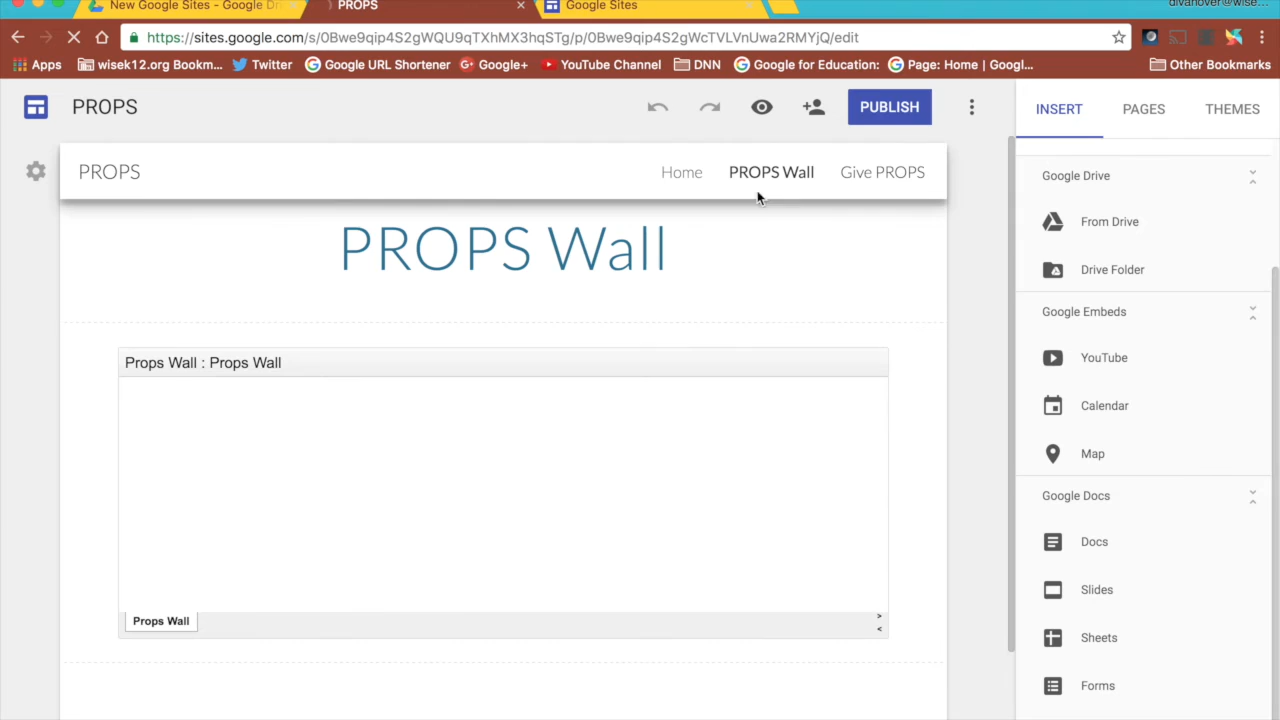 New Google Sites - Google Dri
PROPS
Google Sites
divanover@wise...
https://sites.google.com/s/0Bwe9qip4S2gWQU9qTXhMX3hqSTg/p/0Bwe9qip4S2gWcTVLVnUwa2RMYjQ/edit
Apps
wisek12.org Bookm...
Twitter
Google URL Shortener
Google+
YouTube Channel
DNN
Google for Education:
Page: Home | Googl...
Other Bookmarks
PROPS
PUBLISH
INSERT
PAGES
THEMES
PROPS
Home
PROPS Wall
Give PROPS
PROPS Wall
Props Wall : Props Wall
Props Wall
>
<
Google Drive
From Drive
Drive Folder
Google Embeds
YouTube
Calendar
Map
Google Docs
Docs
Slides
Sheets
Forms